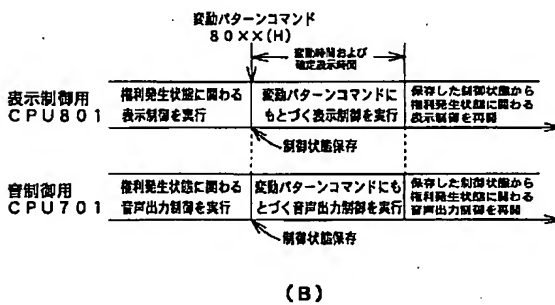 変動パターンコマンド
80××(H)
変動時間および
確定表示時間
表示制御用
CPU801
権利発生状態に関わる
表示制御を実行
変動パターンコマンドに
もとづく表示制御を実行
保存した制御状態から
権利発生状態に関わる
表示制御を再開
制御状態保存
音制御用
CPU701
権利発生状態に関わる
音声出力制御を実行
変動パターンコマンドにも
とづく音声出力制御を実行
保存した制御状態から
権利発生状態に関わる
音声出力制御を再開
制御状態保存
(B)